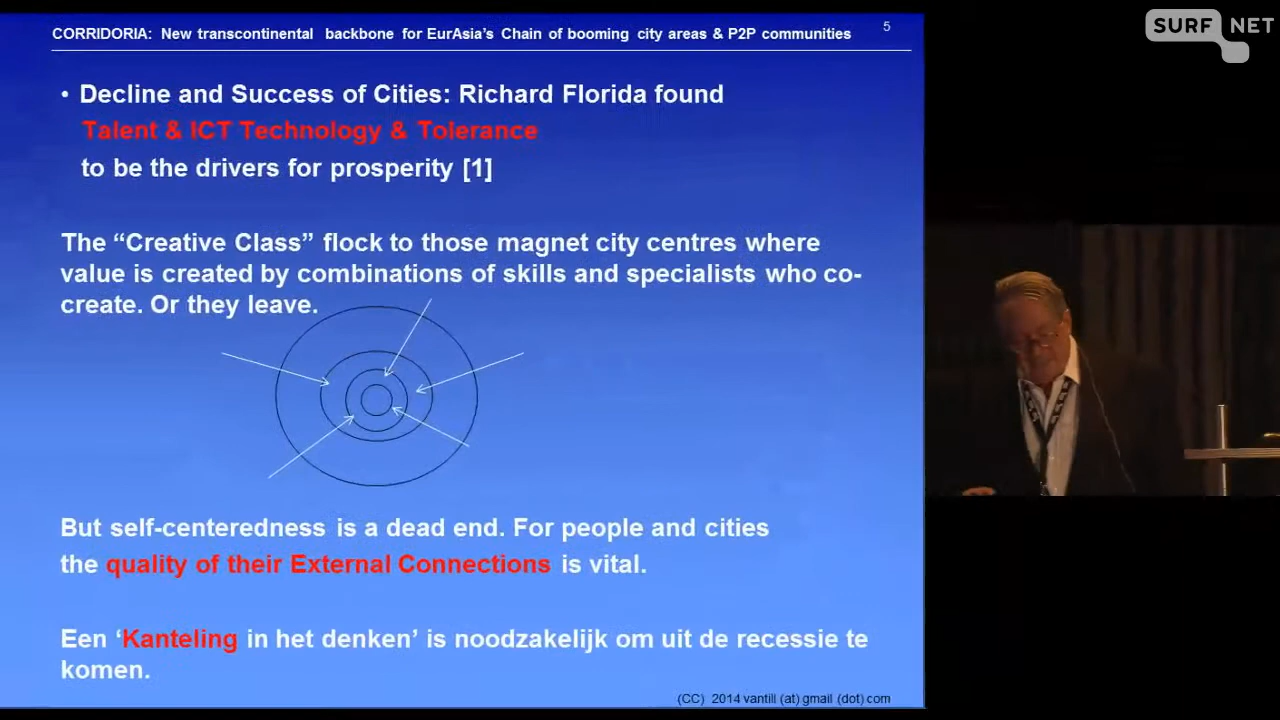 CORRIDORIA: New transcontinental backbone for EurAsia's Chain of booming city areas & P2P communities
5
SURF NET
• Decline and Success of Cities: Richard Florida found
Talent & ICT Technology & Tolerance
to be the drivers for prosperity [1]
The “Creative Class” flock to those magnet city centres where
value is created by combinations of skills and specialists who co-
create. Or they leave.
But self-centeredness is a dead end. For people and cities
the quality of their External Connections is vital.
Een ‘Kanteling in het denken’ is noodzakelijk om uit de recessie te
komen.
(CC) 2014 vantill (at) gmail (dot) com